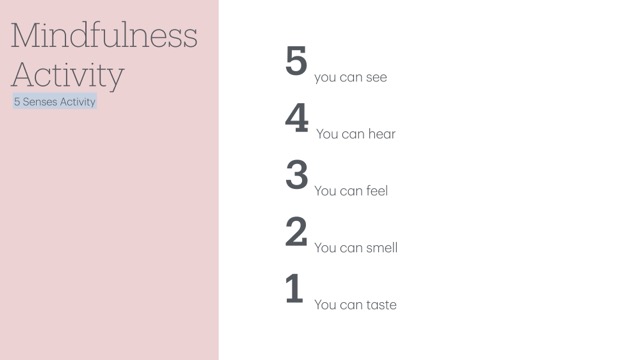 Mindfulness
Activity
5 Senses Activity
5 you can see
4 You can hear
3 You can feel
2 You can smell
1 You can taste